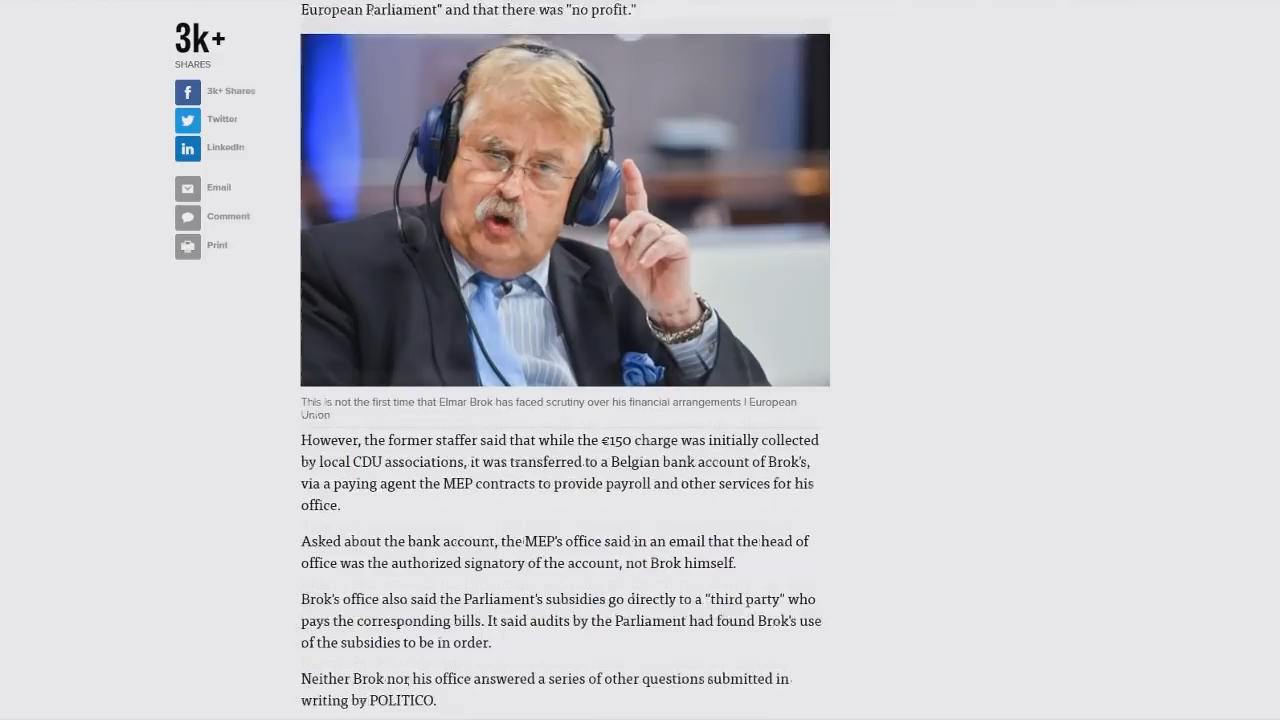 European Parliament" and that there was "no profit."
3k+
SHARES
3k+ Shares
Twitter
LinkedIn
Email
Comment
Print
This is not the first time that Elmar Brok has faced scrutiny over his financial arrangements | European
Union
However, the former staffer said that while the €150 charge was initially collected
by local CDU associations, it was transferred to a Belgian bank account of Brok's,
via a paying agent the MEP contracts to provide payroll and other services for his
office.
Asked about the bank account, the MEP's office said in an email that the head of
office was the authorized signatory of the account, not Brok himself.
Brok's office also said the Parliament's subsidies go directly to a "third party" who
pays the corresponding bills. It said audits by the Parliament had found Brok's use
of the subsidies to be in order.
Neither Brok nor his office answered a series of other questions submitted in
writing by POLITICO.